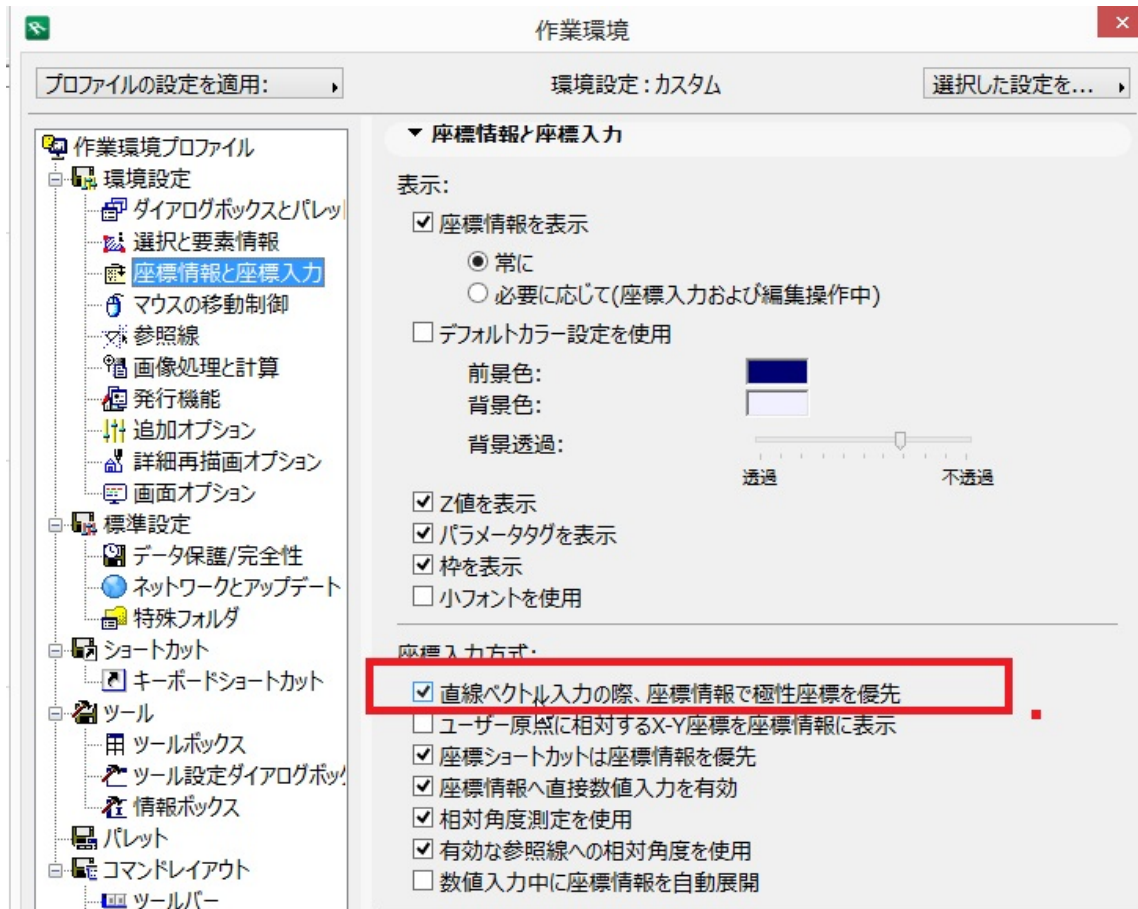 作業環境
プロファイルの設定を適用:
環境設定：カスタム
選択した設定を...
作業環境プロファイル
環境設定
ダイアログボックスとパレッ
選択と要素情報
座標情報と座標入力
マウスの移動制御
参照線
画像処理と計算
発行機能
追加オプション
詳細再描画オプション
画面オプション
標準設定
データ保護/完全性
ネットワークとアップデート
特殊フォルダ
ショートカット
キーボードショートカット
ツール
ツールボックス
ツール設定ダイアログボッ
情報ボックス
パレット
コマンドレイアウト
ツールバー
座標情報と座標入力
表示:
座標情報を表示
常に
必要に応じて(座標入力および編集操作中)
デフォルトカラー設定を使用
前景色:
背景色:
背景透過:
透過
不透過
Z値を表示
パラメータタグを表示
枠を表示
小フォントを使用
座標入力方式:
直線ベクトル入力の際、座標情報で極性座標を優先
ユーザー原点に相対するX-Y座標を座標情報に表示
座標ショートカットは座標情報を優先
座標情報へ直接数値入力を有効
相対角度測定を使用
有効な参照線への相対角度を使用
数値入力中に座標情報を自動展開